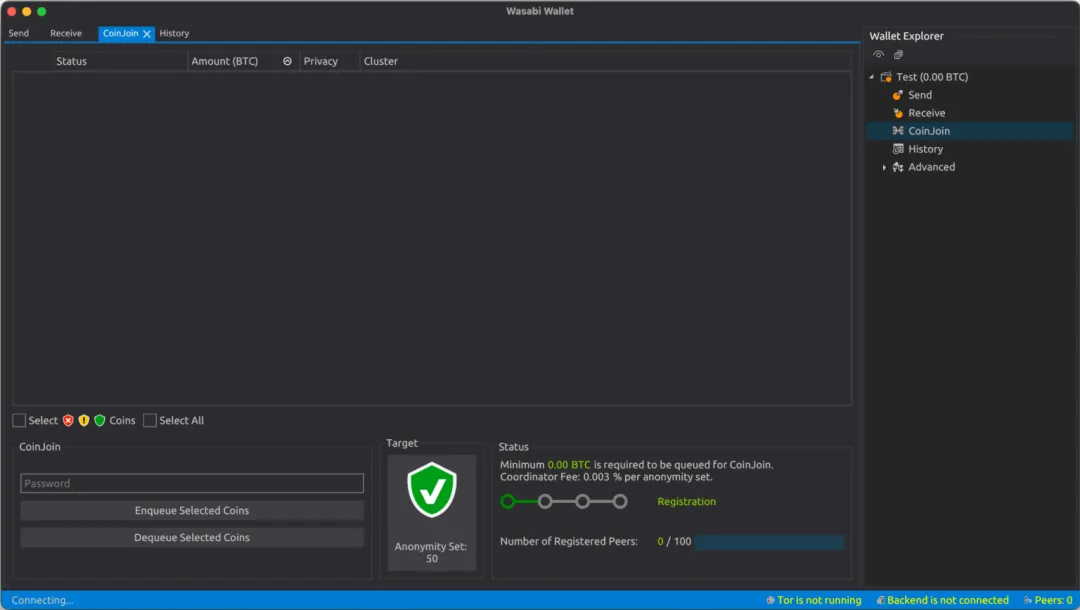 Wasabi Wallet
Send Receive CoinJoin History
Status Amount (BTC) Privacy Cluster
Select Coins Select All
CoinJoin
Password
Enqueue Selected Coins
Dequeue Selected Coins
Target
Anonymity Set:
50
Status
Minimum 0.00 BTC is required to be queued for CoinJoin.
Coordinator Fee: 0.003 % per anonymity set.
Registration
Number of Registered Peers: 0 / 100
Wallet Explorer
Test (0.00 BTC)
Send
Receive
CoinJoin
History
Advanced
Connecting... Tor is not running Backend is not connected Peers: 0